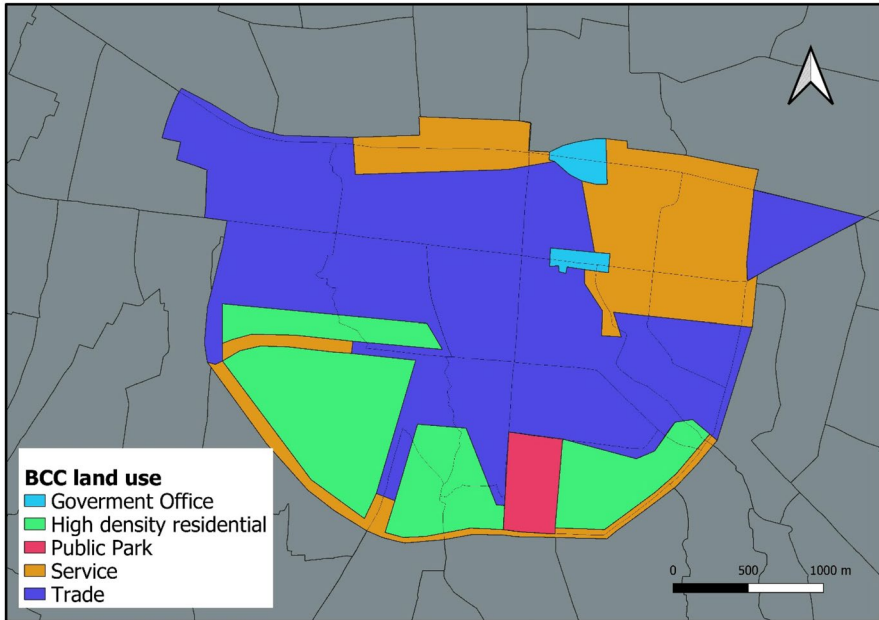 BCC land use
Goverment Office
High density residential
Public Park
Service
Trade
0 500 1000 m